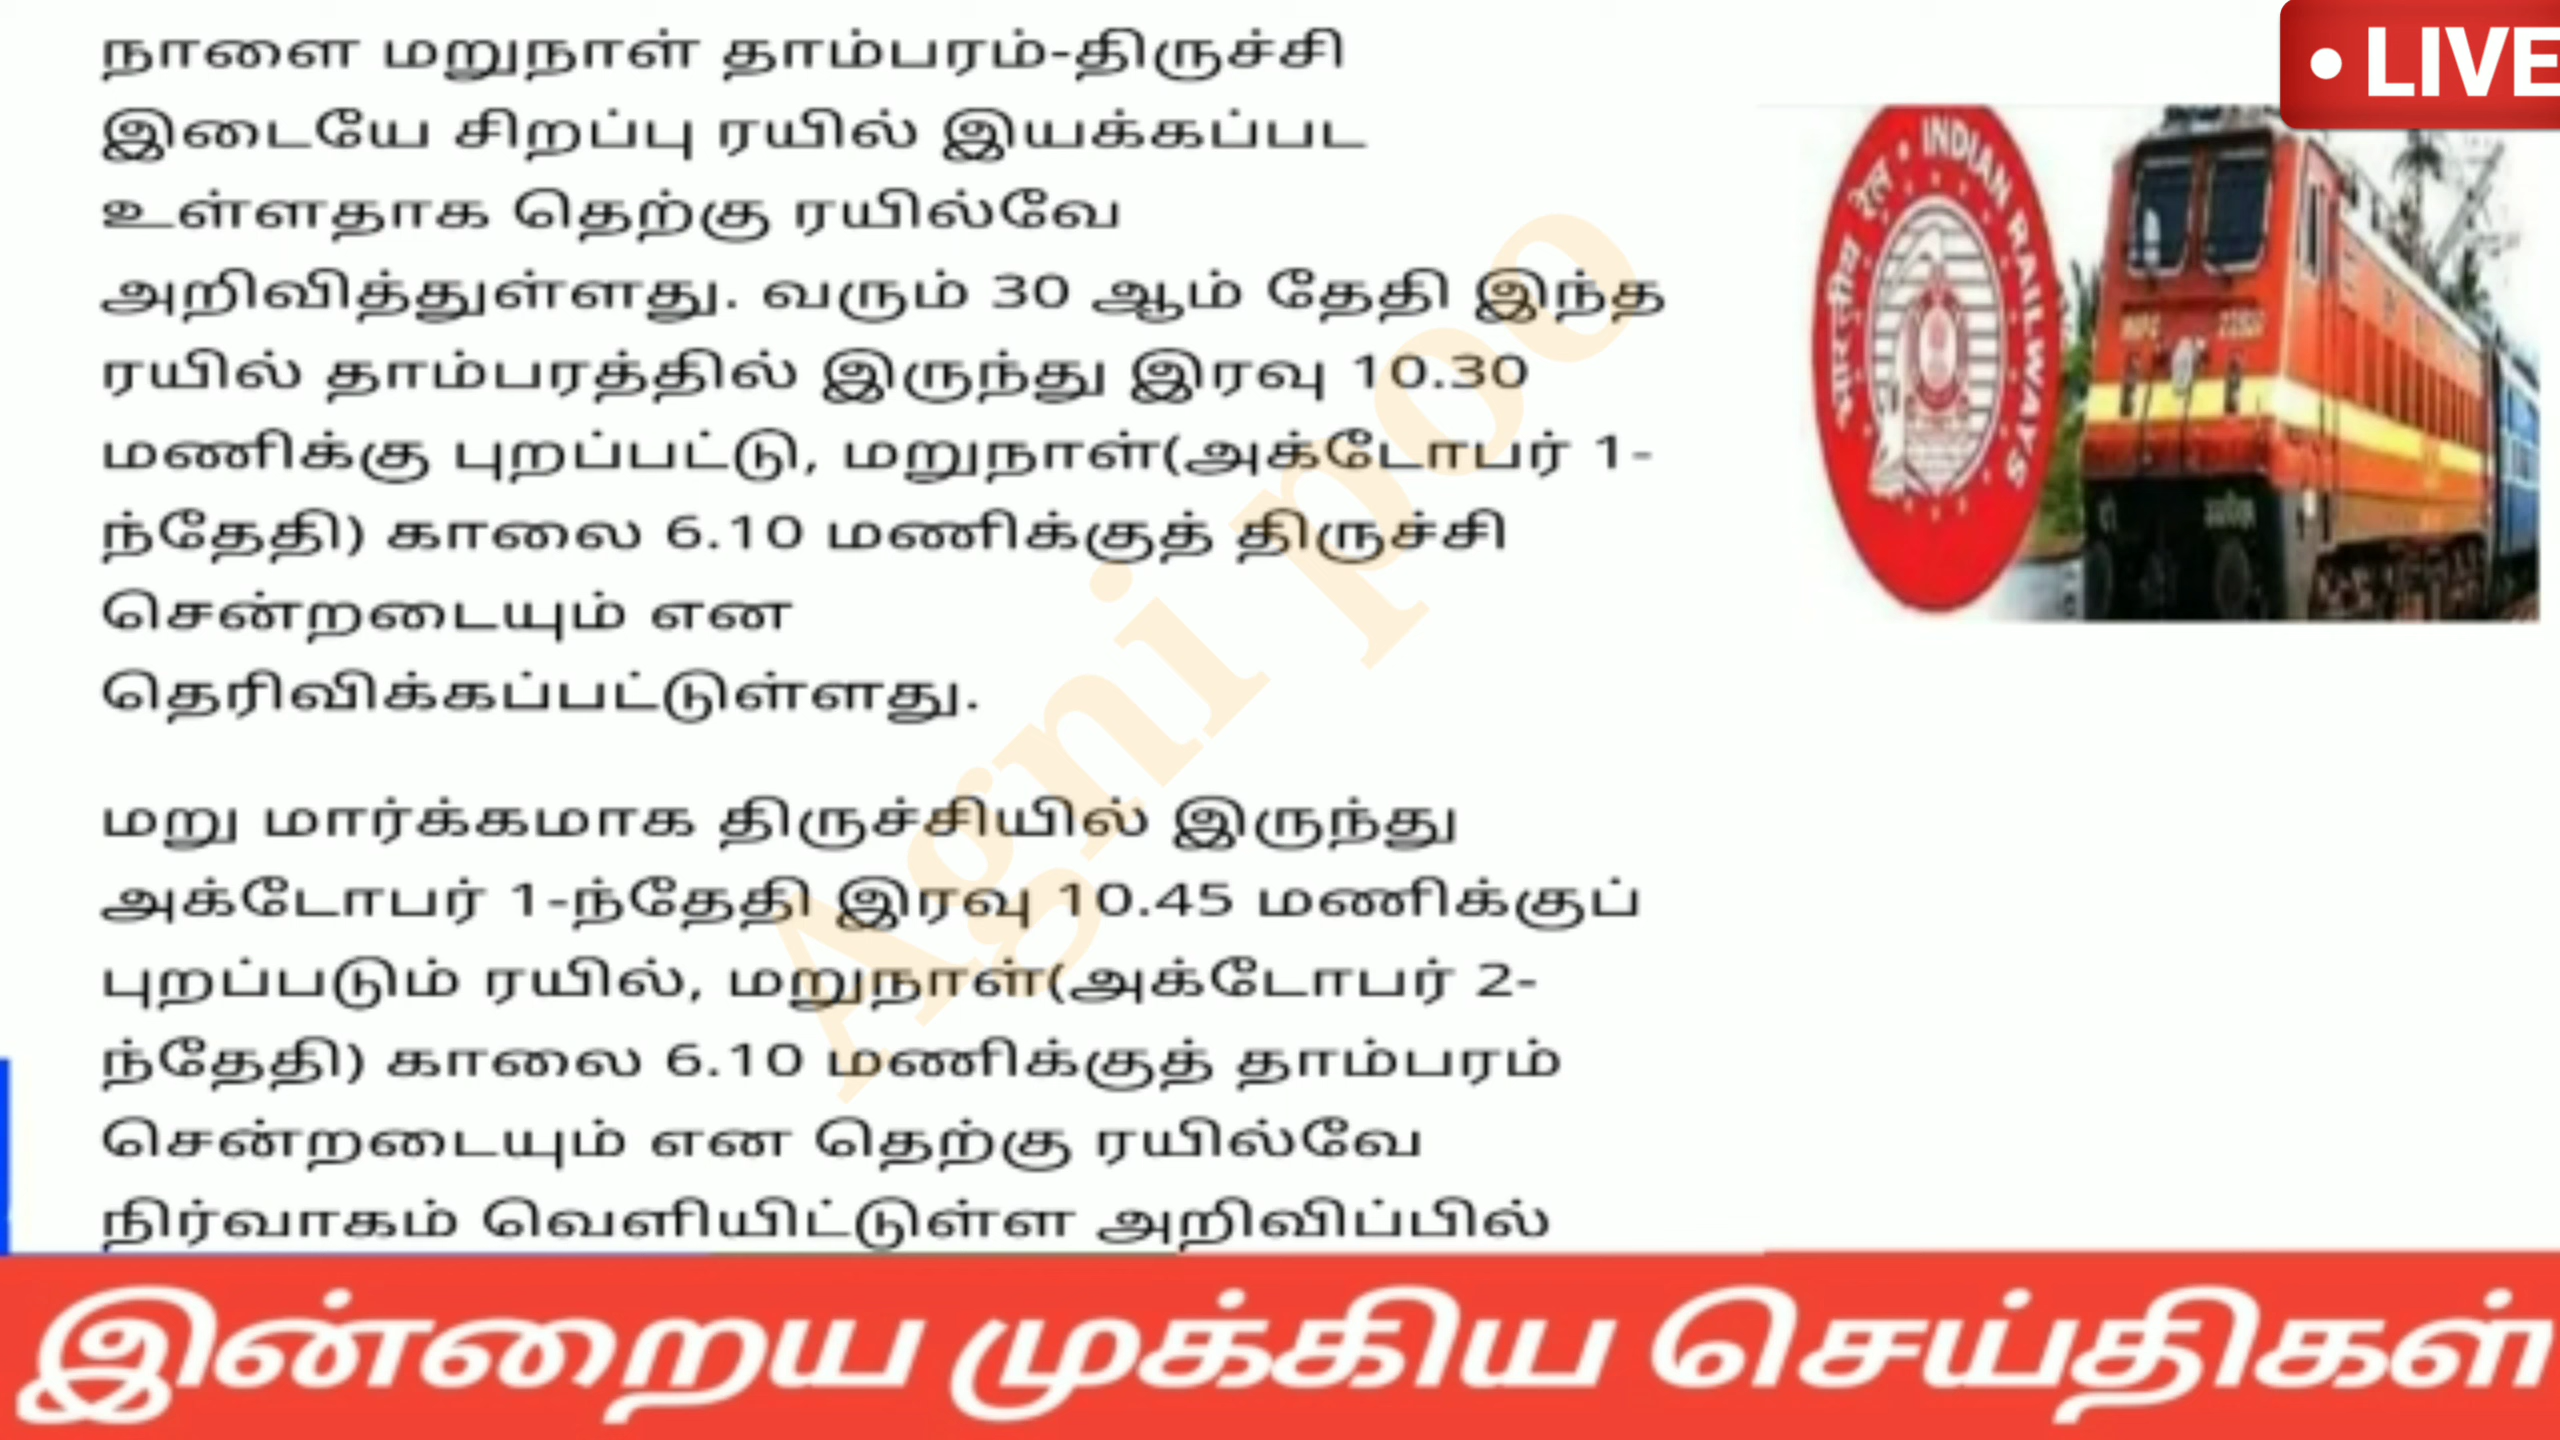 நாளை மறுநாள் தாம்பரம்-திருச்சி
இடையே சிறப்பு ரயில் இயக்கப்பட
உள்ளதாக தெற்கு ரயில்வே
அறிவித்துள்ளது. வரும் 30 ஆம் தேதி இந்த
ரயில் தாம்பரத்தில் இருந்து இரவு 10.30
மணிக்கு புறப்பட்டு, மறுநாள்(அக்டோபர் 1-
ந்தேதி) காலை 6.10 மணிக்குத் திருச்சி
சென்றடையும் என
தெரிவிக்கப்பட்டுள்ளது.
மறு மார்க்கமாக திருச்சியில் இருந்து
அக்டோபர் 1-ந்தேதி இரவு 10.45 மணிக்குப்
புறப்படும் ரயில், மறுநாள்(அக்டோபர் 2-
ந்தேதி) காலை 6.10 மணிக்குத் தாம்பரம்
சென்றடையும் என தெற்கு ரயில்வே
நிர்வாகம் வெளியிட்டுள்ள அறிவிப்பில்
Agni poo
• LIVE
भारतीय रेल • INDIAN RAILWAYS
இன்றைய முக்கிய செய்திகள்